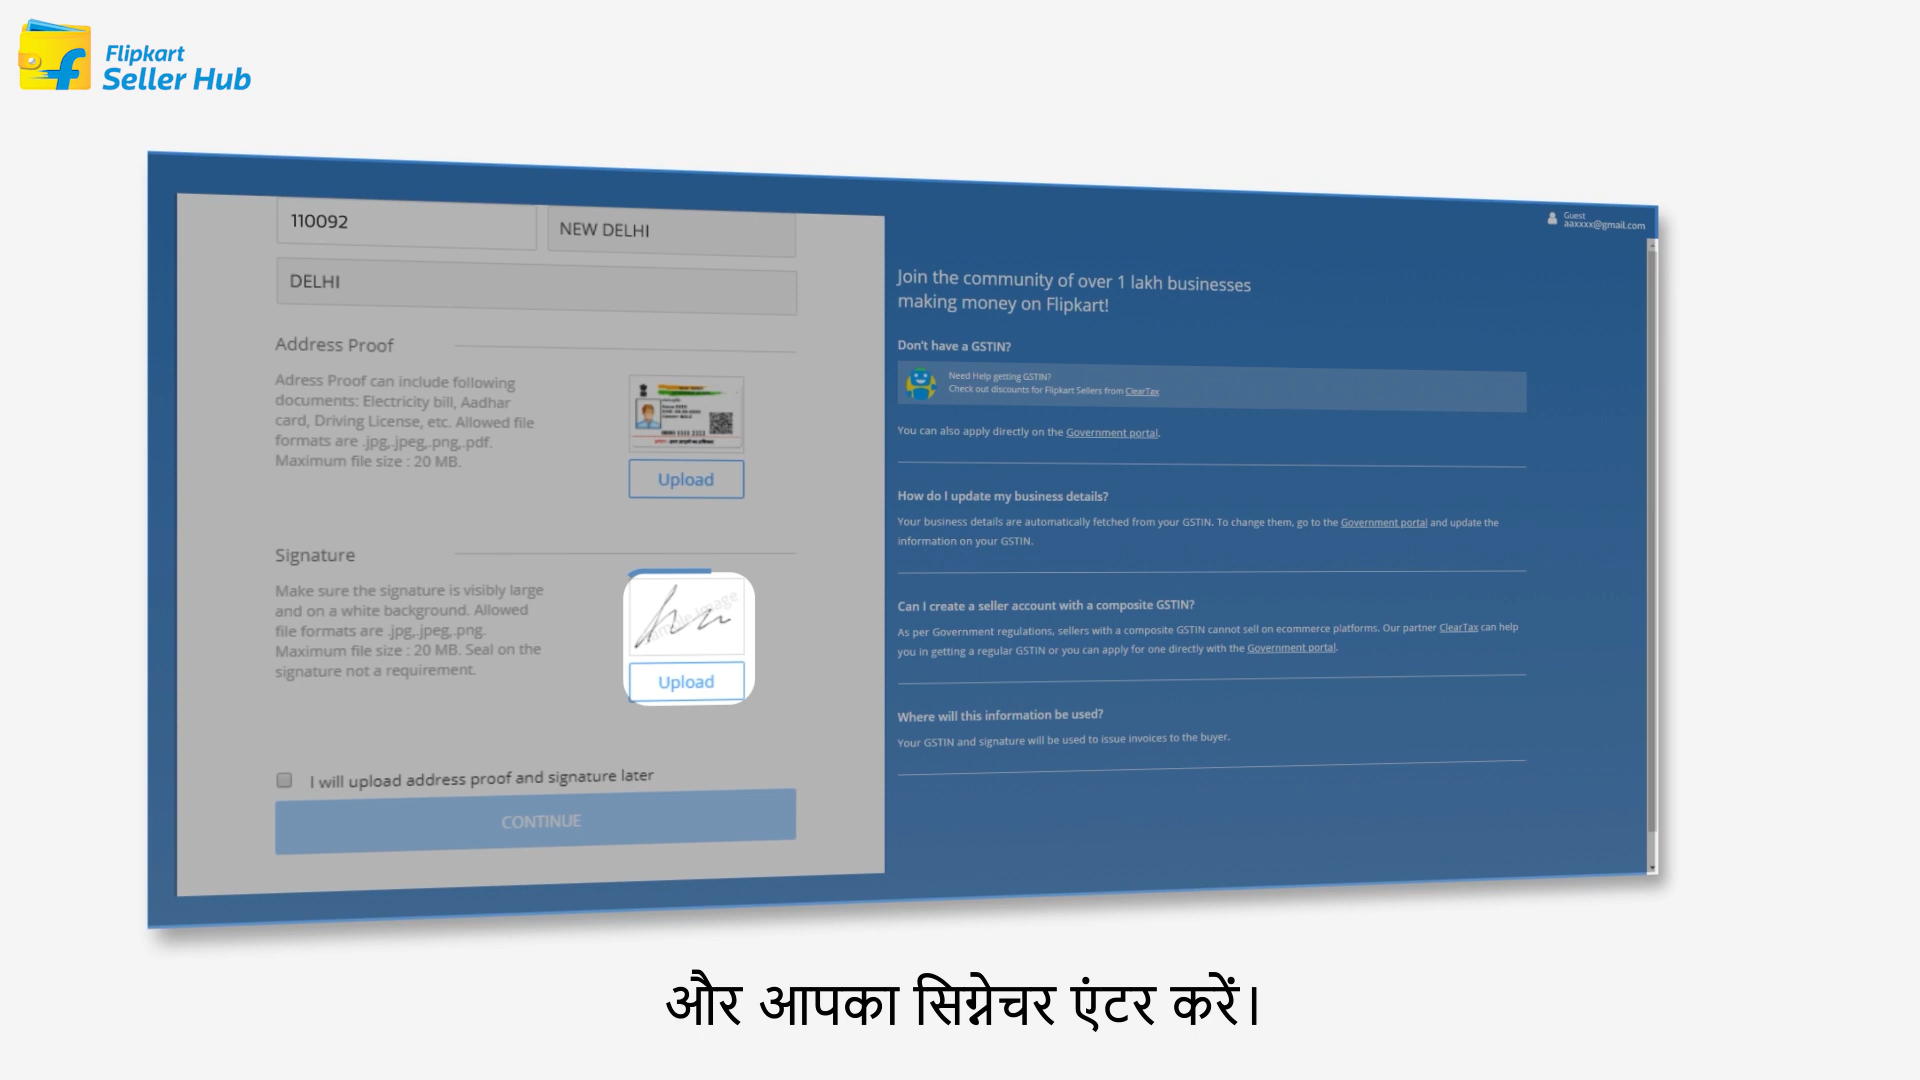 Flipkart
Seller Hub
Guest
aaxxxx@gmail.com
110092
NEW DELHI
DELHI
Address Proof
Adress Proof can include following
documents: Electricity bill, Aadhar
card, Driving License, etc. Allowed file
formats are .jpg,.jpeg,.png,.pdf.
Maximum file size : 20 MB.
Upload
Signature
Make sure the signature is visibly large
and on a white background. Allowed
file formats are .jpg,.jpeg,.png.
Maximum file size : 20 MB. Seal on the
signature not a requirement.
Upload
I will upload address proof and signature later
CONTINUE
Join the community of over 1 lakh businesses
making money on Flipkart!
Don't have a GSTIN?
Need Help getting GSTIN?
Check out discounts for Flipkart Sellers from ClearTax
You can also apply directly on the Government portal.
How do I update my business details?
Your business details are automatically fetched from your GSTIN. To change them, go to the Government portal and update the
information on your GSTIN.
Can I create a seller account with a composite GSTIN?
As per Government regulations, sellers with a composite GSTIN cannot sell on ecommerce platforms. Our partner ClearTax can help
you in getting a regular GSTIN or you can apply for one directly with the Government portal.
Where will this information be used?
Your GSTIN and signature will be used to issue invoices to the buyer.
और आपका सिग्नेचर एंटर करें।